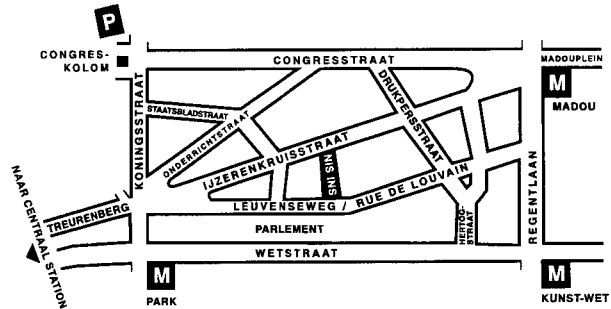 P
CONGRES-
KOLOM
CONGRESSTRAAT
MADOUPLEIN
M
MADOU
KONINGSSTRAAT
STAATSBLADSTRAAT
ONDERRICHTSTRAAT
DRUKPERSSTRAAT
IJZERENKRUISSTRAAT
NIS INS
LEUVENSEWEG / RUE DE LOUVAIN
TREURENBERG
NAAR CENTRAAL STATION
PARLEMENT
HERTOG-
STRAAT
REGENTLAAN
WETSTRAAT
M
PARK
M
KUNST-WET